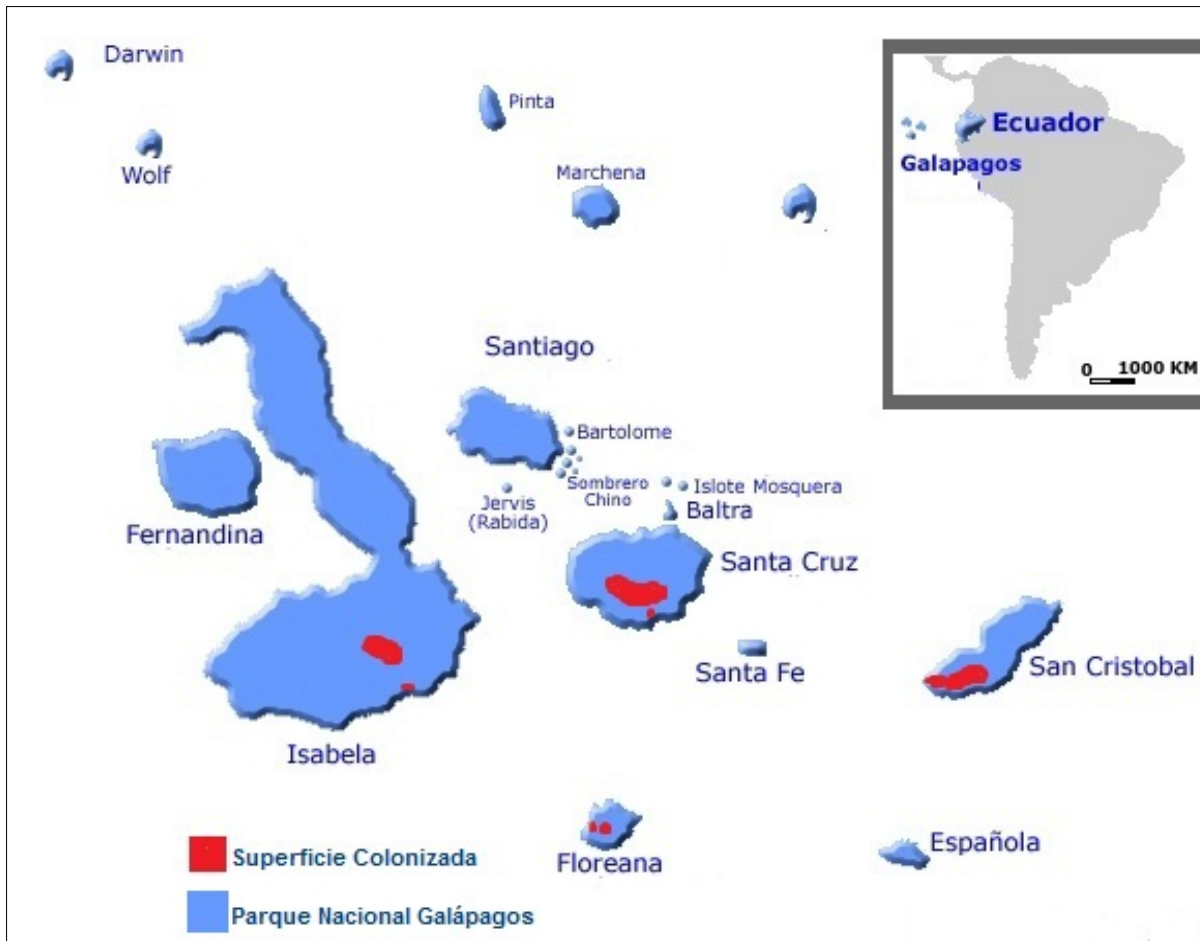 Darwin
Pinta
Wolf
Marchena
Ecuador
Galapagos
0 1000 KM
Santiago
Bartolome
Sombrero
Chino
Islote Mosquera
Jervis
(Rabida)
Baltra
Fernandina
Santa Cruz
Santa Fe
San Cristobal
Isabela
Superficie Colonizada
Floreana
Española
Parque Nacional Galápagos